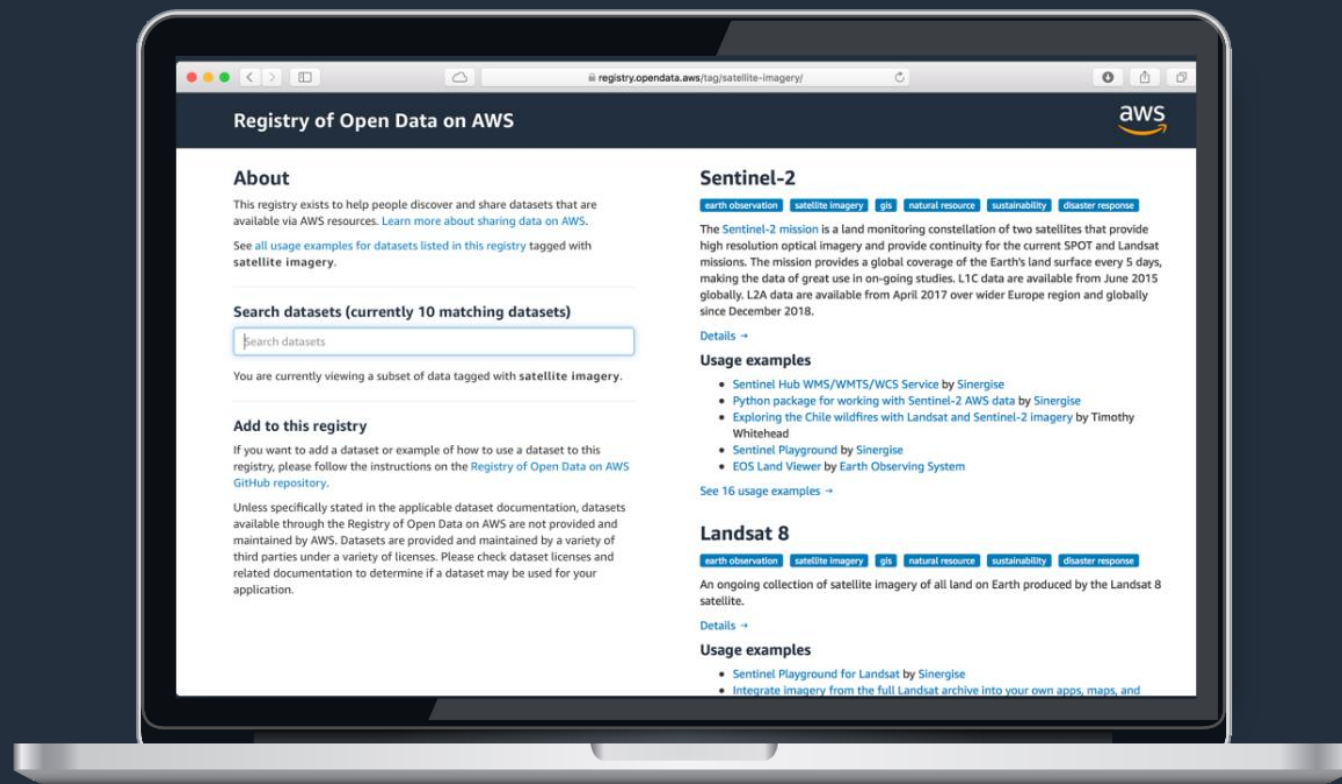 registry.opendata.aws/tag/satellite-imagery/
Registry of Open Data on AWS
aws
About
This registry exists to help people discover and share datasets that are
available via AWS resources. Learn more about sharing data on AWS.
See all usage examples for datasets listed in this registry tagged with
satellite imagery.
Search datasets (currently 10 matching datasets)
Search datasets
You are currently viewing a subset of data tagged with satellite imagery.
Add to this registry
If you want to add a dataset or example of how to use a dataset to this
registry, please follow the instructions on the Registry of Open Data on AWS
GitHub repository.
Unless specifically stated in the applicable dataset documentation, datasets
available through the Registry of Open Data on AWS are not provided and
maintained by AWS. Datasets are provided and maintained by a variety of
third parties under a variety of licenses. Please check dataset licenses and
related documentation to determine if a dataset may be used for your
application.
Sentinel-2
earth observation satellite imagery gis natural resource sustainability disaster response
The Sentinel-2 mission is a land monitoring constellation of two satellites that provide
high resolution optical imagery and provide continuity for the current SPOT and Landsat
missions. The mission provides a global coverage of the Earth's land surface every 5 days,
making the data of great use in on-going studies. L1C data are available from June 2015
globally. L2A data are available from April 2017 over wider Europe region and globally
since December 2018.
Details →
Usage examples
• Sentinel Hub WMS/WMTS/WCS Service by Sinergise
• Python package for working with Sentinel-2 AWS data by Sinergise
• Exploring the Chile wildfires with Landsat and Sentinel-2 imagery by Timothy
Whitehead
• Sentinel Playground by Sinergise
• EOS Land Viewer by Earth Observing System
See 16 usage examples →
Landsat 8
earth observation satellite imagery gis natural resource sustainability disaster response
An ongoing collection of satellite imagery of all land on Earth produced by the Landsat 8
satellite.
Details →
Usage examples
• Sentinel Playground for Landsat by Sinergise
• Integrate imagery from the full Landsat archive into your own apps, maps, and